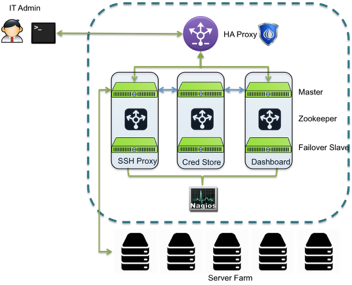 IT Admin
>_
HA Proxy
Master
Zookeeper
Failover Slave
SSH Proxy
Cred Store
Dashboard
Nagios
Server Farm